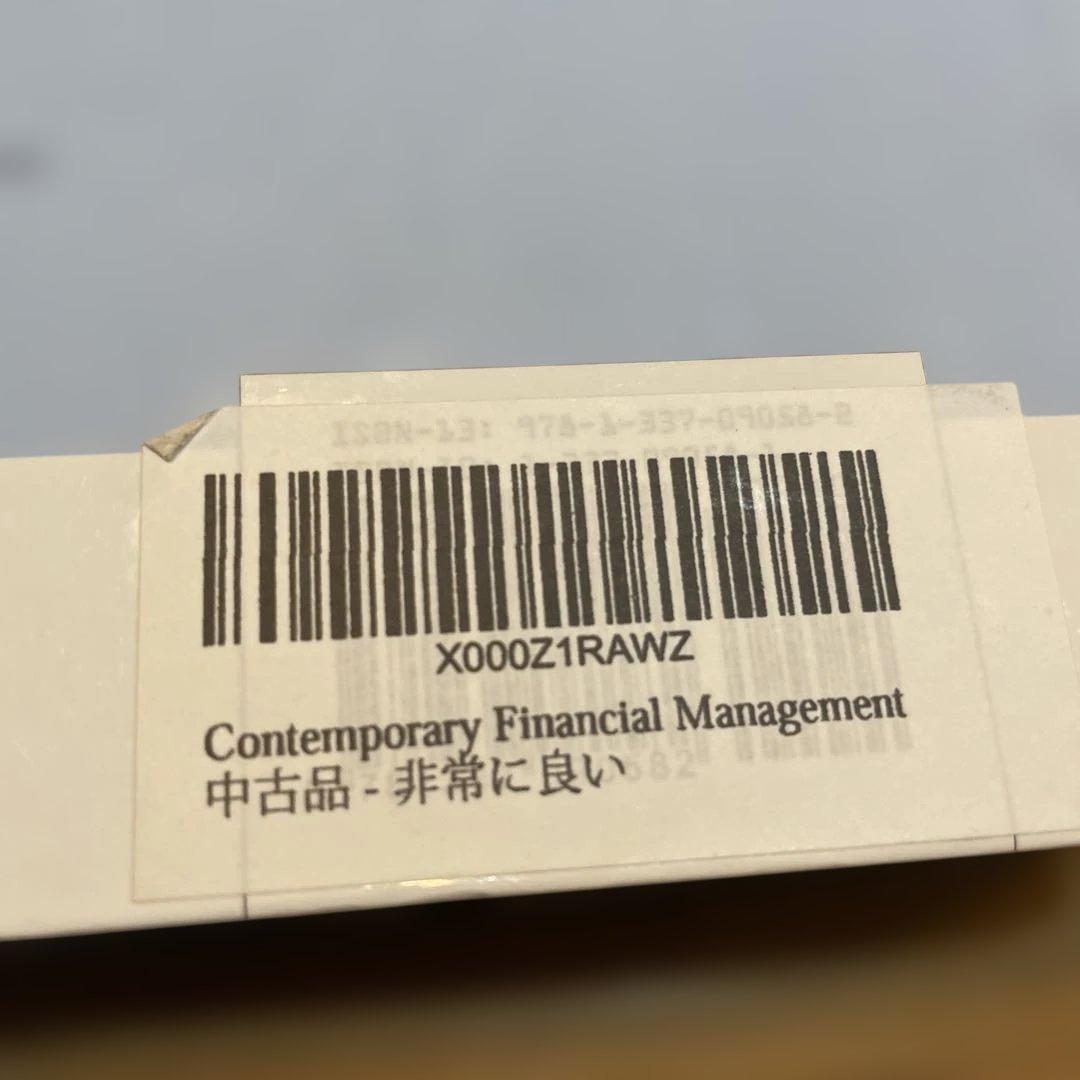 ISBN-13: 978-1-337-09058-2
X000Z1RAWZ
Contemporary Financial Management
中古品 - 非常に良い